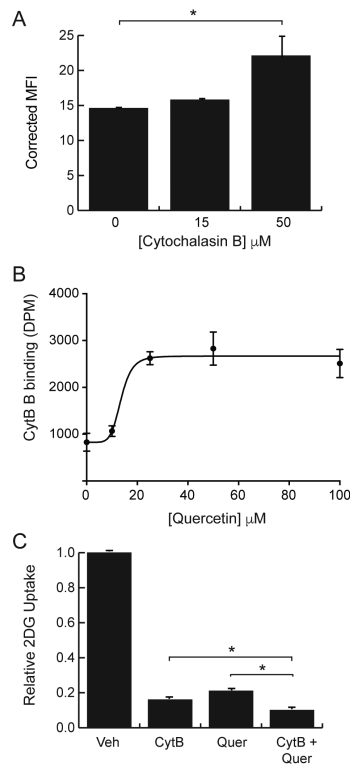 A
*
Corrected MFI
25
20
15
10
5
0
0 15 50
[Cytochalasin B] μM
B
CytB B binding (DPM)
4000
3000
2000
1000
0 20 40 60 80 100
[Quercetin] μM
C
Relative 2DG Uptake
1.0
0.8
0.6
0.4
0.2
0.0
*
*
Veh CytB Quer CytB +
Quer